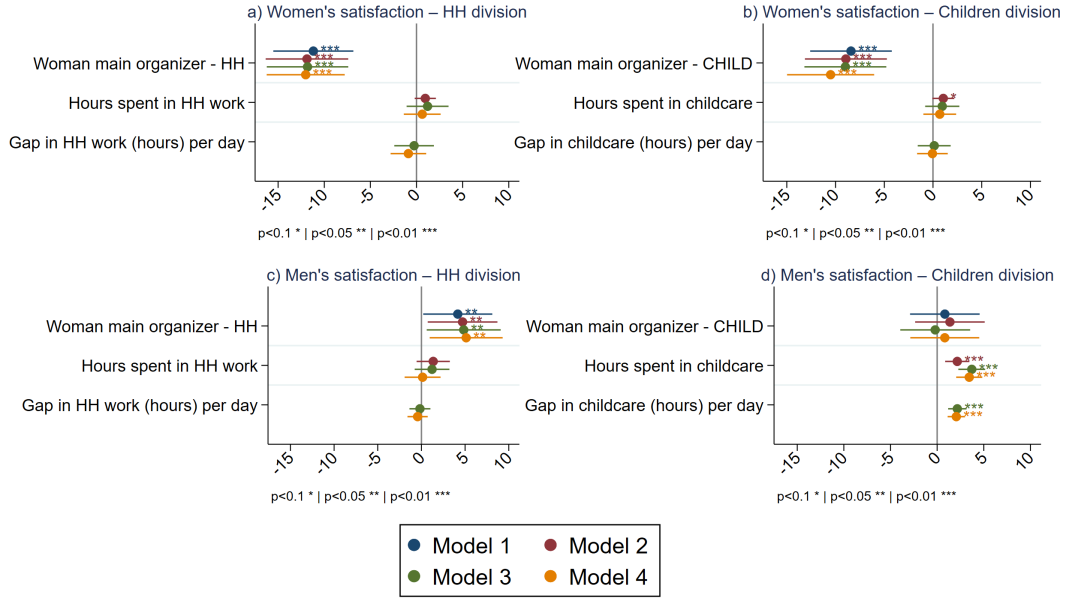 a) Women's satisfaction – HH division
Woman main organizer - HH
***
***
***
***
Hours spent in HH work
Gap in HH work (hours) per day
-15 -10 -5 0 5 10
p<0.1 * | p<0.05 ** | p<0.01 ***
b) Women's satisfaction – Children division
Woman main organizer - CHILD
***
***
***
***
Hours spent in childcare
*
Gap in childcare (hours) per day
-15 -10 -5 0 5 10
p<0.1 * | p<0.05 ** | p<0.01 ***
c) Men's satisfaction – HH division
Woman main organizer - HH
**
**
**
**
Hours spent in HH work
Gap in HH work (hours) per day
-15 -10 -5 0 5 10
p<0.1 * | p<0.05 ** | p<0.01 ***
d) Men's satisfaction – Children division
Woman main organizer - CHILD
Hours spent in childcare
***
***
***
Gap in childcare (hours) per day
***
***
-15 -10 -5 0 5 10
p<0.1 * | p<0.05 ** | p<0.01 ***
Model 1 Model 2
Model 3 Model 4